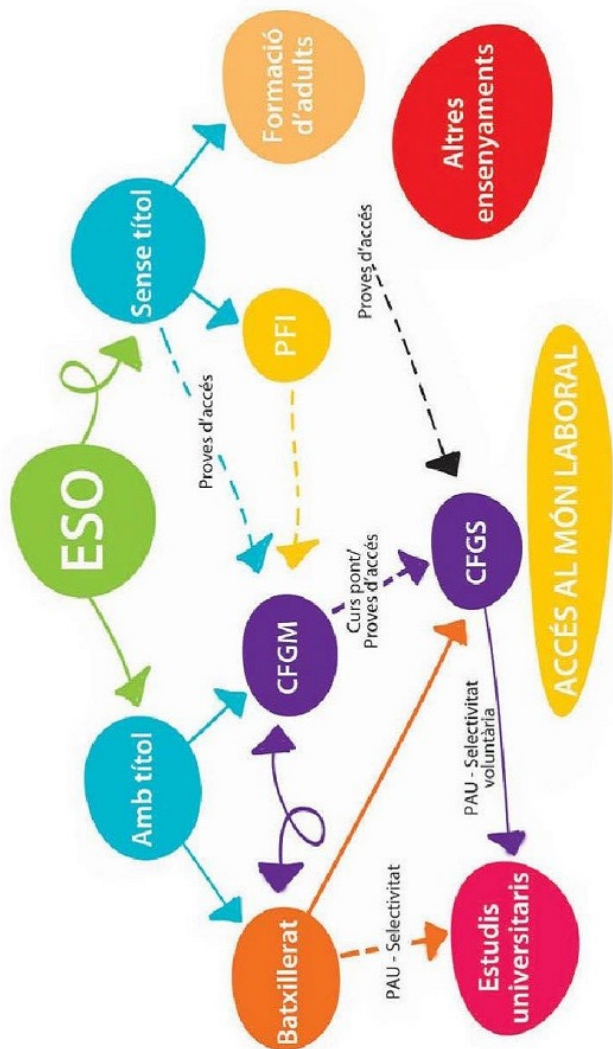 ESO
Amb títol
Sense títol
Proves d'accés
Batxillerat
CFGM
PFI
Formació
d'adults
Curs pont/
Proves d'accés
Proves d'accés
PAU - Selectivitat
PAU - Selectivitat
voluntària
Estudis
universitaris
CFGS
Altres
ensenyaments
ACCÉS AL MÓN LABORAL